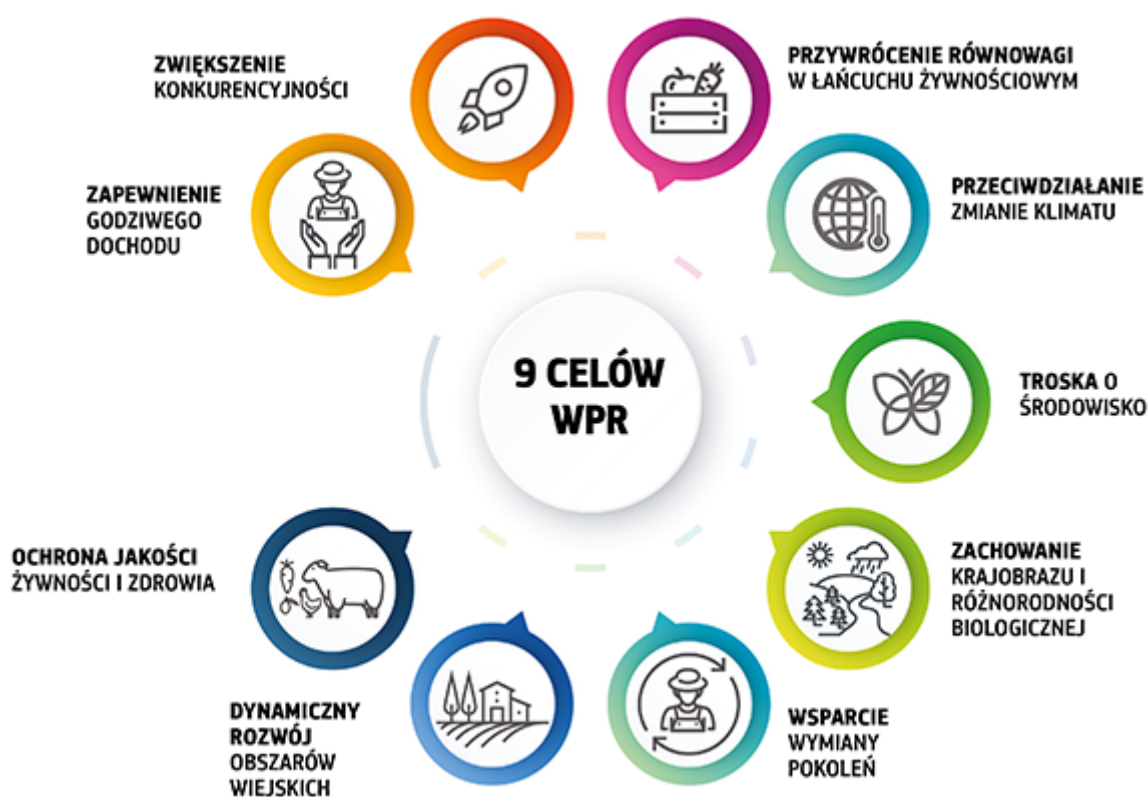 ZWIĘKSZENIE
KONKURENCYJNOŚCI
PRZYWRÓCENIE RÓWNOWAGI
W ŁAŃCUCHU ŻYWNOŚCIOWYM
ZAPEWNIENIE
GODZIWEGO
DOCHODU
PRZECIWDZIAŁANIE
ZMIANIE KLIMATU
9 CELÓW
WPR
TROSKA O
ŚRODOWISKO
OCHRONA JAKOŚCI
ŻYWNOŚCI I ZDROWIA
ZACHOWANIE
KRAJOBRAZU I
RÓŻNORODNOŚCI
BIOLOGICZNEJ
DYNAMICZNY
ROZWÓJ
OBSZARÓW
WIEJSKICH
WSPARCIE
WYMIANY
POKOLEŃ